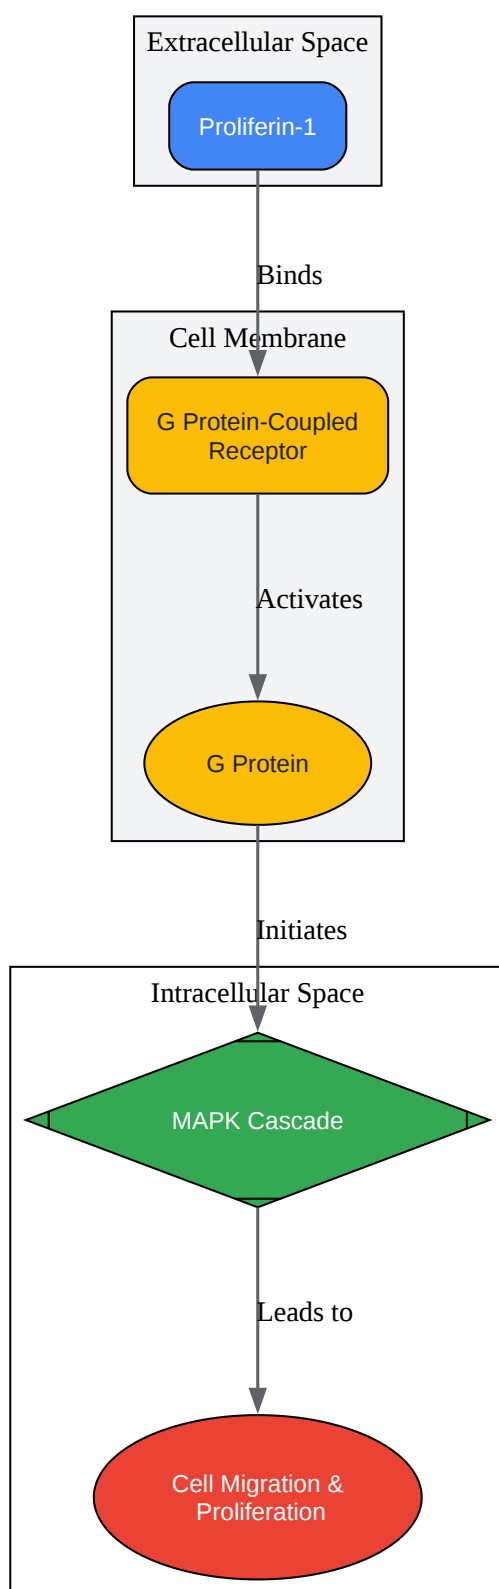 Extracellular Space
Proliferin-1
Binds
Cell Membrane
G Protein-Coupled
Receptor
Activates
G Protein
Initiates
Intracellular Space
MAPK Cascade
Leads to
Cell Migration &
Proliferation